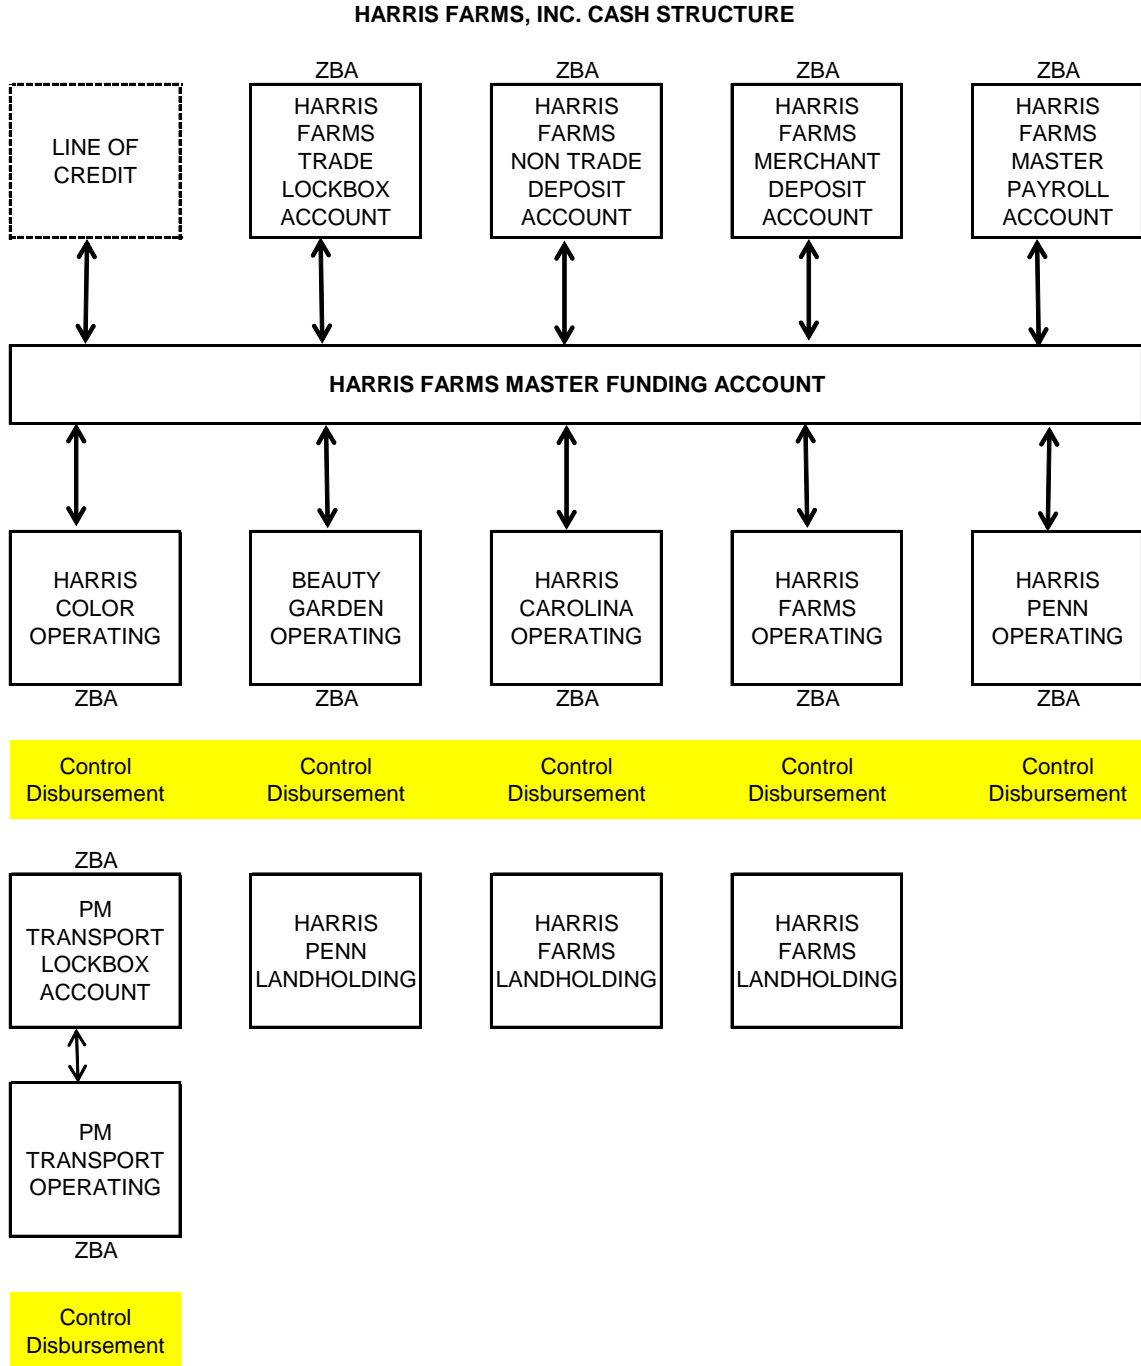 HARRIS FARMS, INC. CASH STRUCTURE
ZBA
ZBA
ZBA
ZBA
LINE OF
CREDIT
HARRIS
FARMS
TRADE
LOCKBOX
ACCOUNT
HARRIS
FARMS
NON TRADE
DEPOSIT
ACCOUNT
HARRIS
FARMS
MERCHANT
DEPOSIT
ACCOUNT
HARRIS
FARMS
MASTER
PAYROLL
ACCOUNT
HARRIS FARMS MASTER FUNDING ACCOUNT
HARRIS
COLOR
OPERATING
BEAUTY
GARDEN
OPERATING
HARRIS
CAROLINA
OPERATING
HARRIS
FARMS
OPERATING
HARRIS
PENN
OPERATING
ZBA
ZBA
ZBA
ZBA
ZBA
Control
Disbursement
Control
Disbursement
Control
Disbursement
Control
Disbursement
Control
Disbursement
ZBA
PM
TRANSPORT
LOCKBOX
ACCOUNT
HARRIS
PENN
LANDHOLDING
HARRIS
FARMS
LANDHOLDING
HARRIS
FARMS
LANDHOLDING
PM
TRANSPORT
OPERATING
ZBA
Control
Disbursement